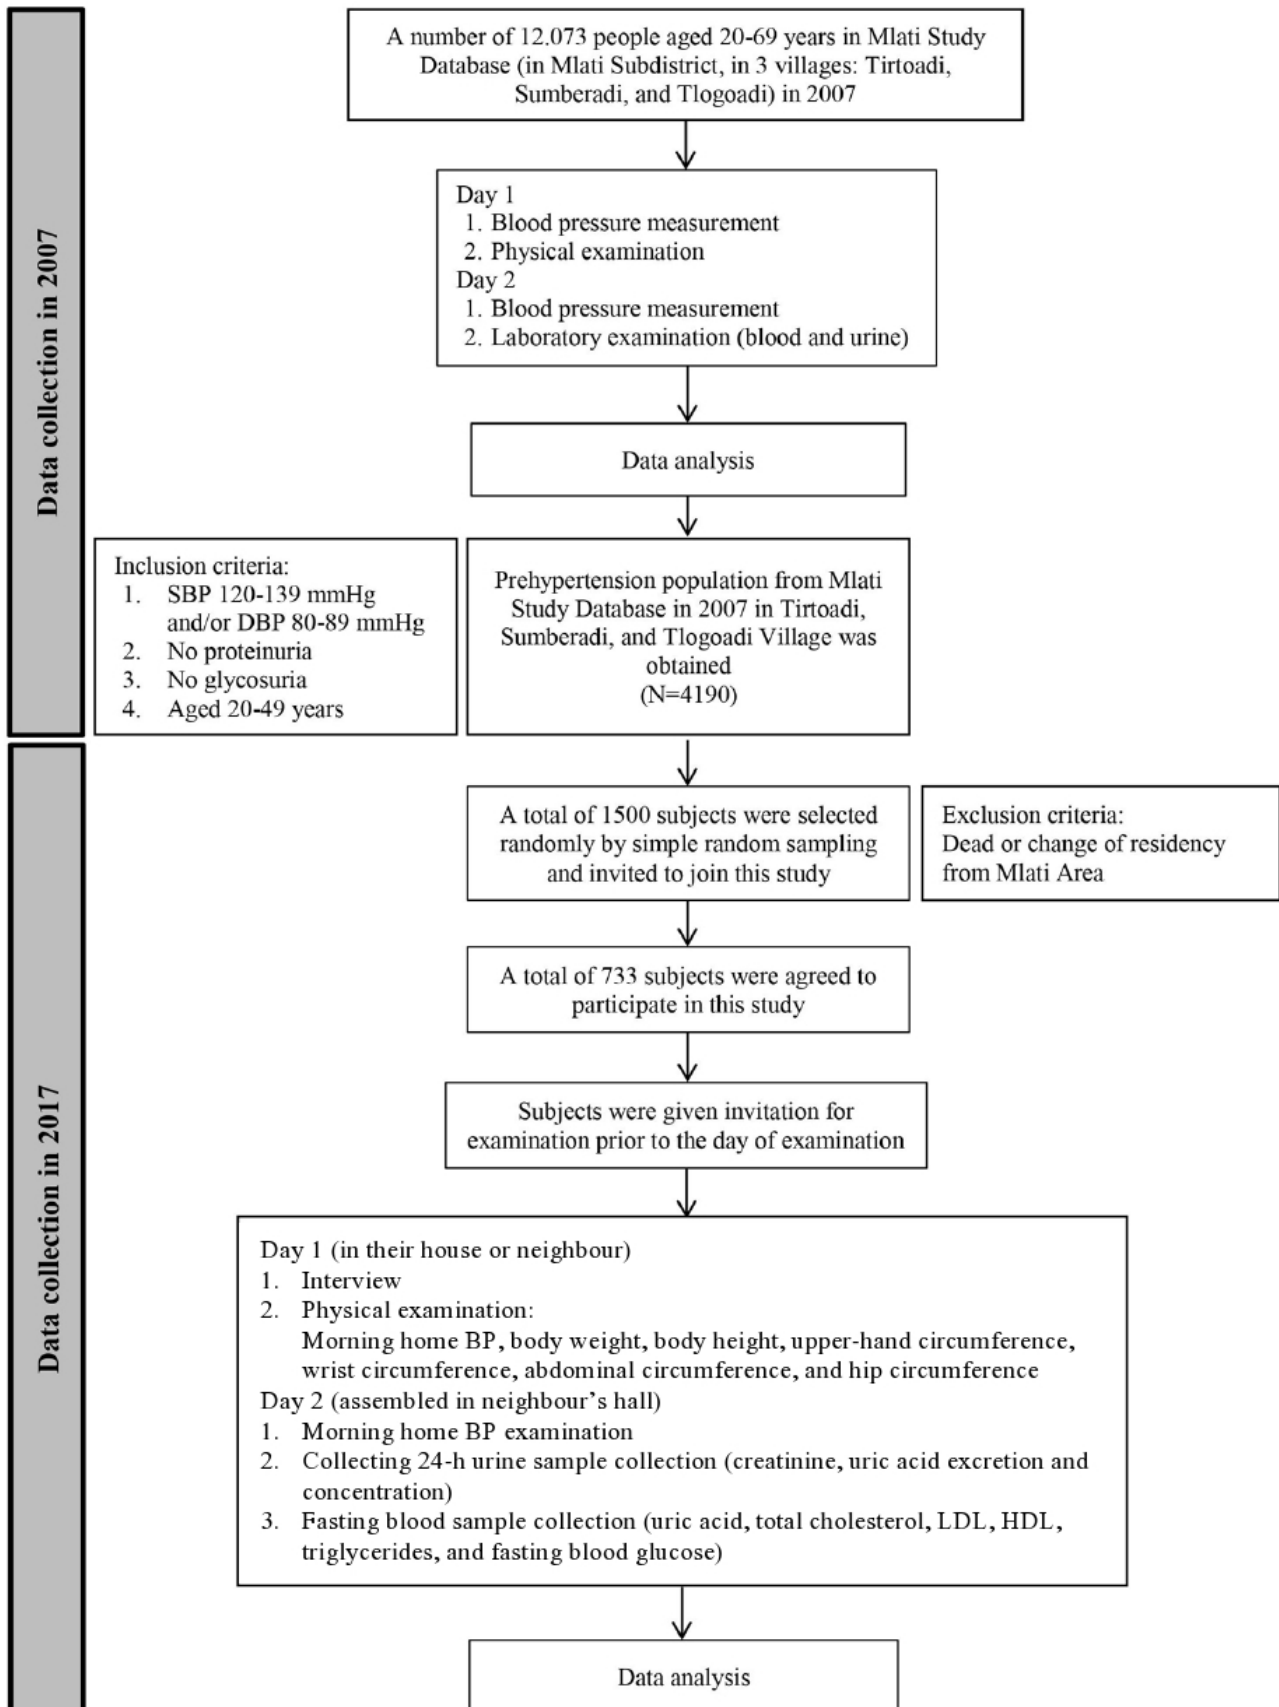 Data collection in 2007
A number of 12.073 people aged 20-69 years in Mlati Study
Database (in Mlati Subdistrict, in 3 villages: Tirtoadi,
Sumberadi, and Tlogoadi) in 2007
Day 1
1. Blood pressure measurement
2. Physical examination
Day 2
1. Blood pressure measurement
2. Laboratory examination (blood and urine)
Data analysis
Inclusion criteria:
1. SBP 120-139 mmHg
and/or DBP 80-89 mmHg
2. No proteinuria
3. No glycosuria
4. Aged 20-49 years
Prehypertension population from Mlati
Study Database in 2007 in Tirtoadi,
Sumberadi, and Tlogoadi Village was
obtained
(N=4190)
Data collection in 2017
A total of 1500 subjects were selected
randomly by simple random sampling
and invited to join this study
Exclusion criteria:
Dead or change of residency
from Mlati Area
A total of 733 subjects were agreed to
participate in this study
Subjects were given invitation for
examination prior to the day of examination
Day 1 (in their house or neighbour)
1. Interview
2. Physical examination:
Morning home BP, body weight, body height, upper-hand circumference,
wrist circumference, abdominal circumference, and hip circumference
Day 2 (assembled in neighbour's hall)
1. Morning home BP examination
2. Collecting 24-h urine sample collection (creatinine, uric acid excretion and
concentration)
3. Fasting blood sample collection (uric acid, total cholesterol, LDL, HDL,
triglycerides, and fasting blood glucose)
Data analysis